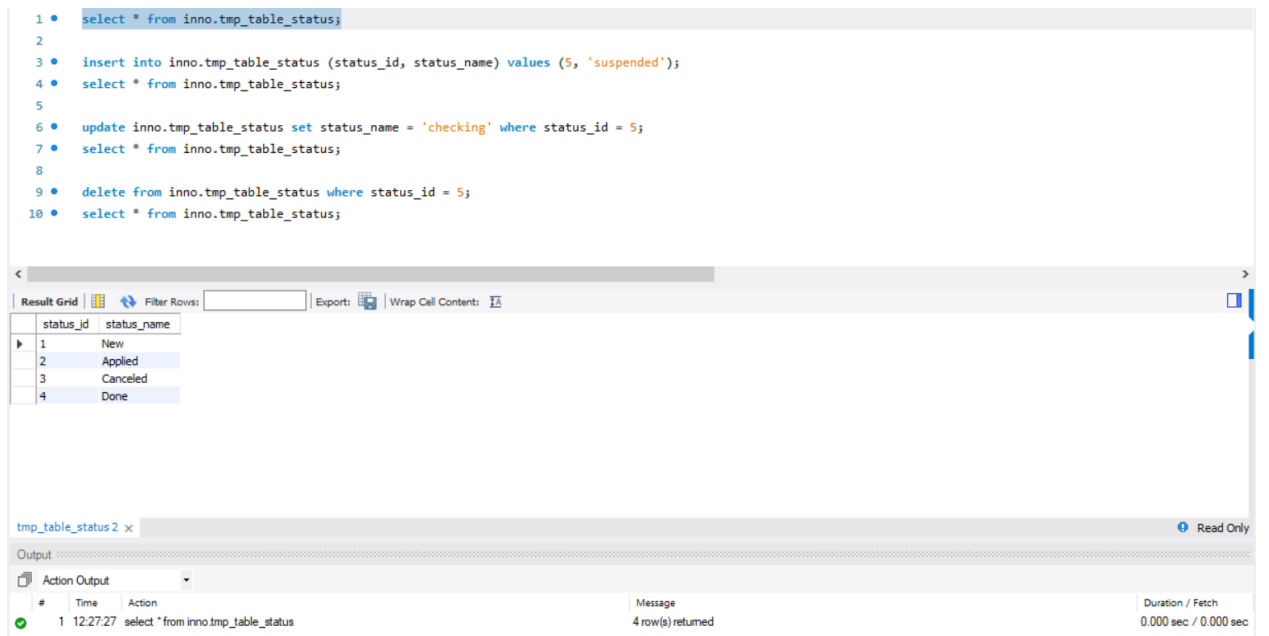 1 select * from inno.tmp_table_status;
2
3 insert into inno.tmp_table_status (status_id, status_name) values (5, 'suspended');
4 select * from inno.tmp_table_status;
5
6 update inno.tmp_table_status set status_name = 'checking' where status_id = 5;
7 select * from inno.tmp_table_status;
8
9 delete from inno.tmp_table_status where status_id = 5;
10 select * from inno.tmp_table_status;
Result Grid Filter Rows: Export: Wrap Cell Content:
status_id status_name
1 New
2 Applied
3 Canceled
4 Done
tmp_table_status 2 Read Only
Output
Action Output
# Time Action Message Duration / Fetch
1 12:27:27 select * from inno.tmp_table_status 4 row(s) returned 0.000 sec / 0.000 sec